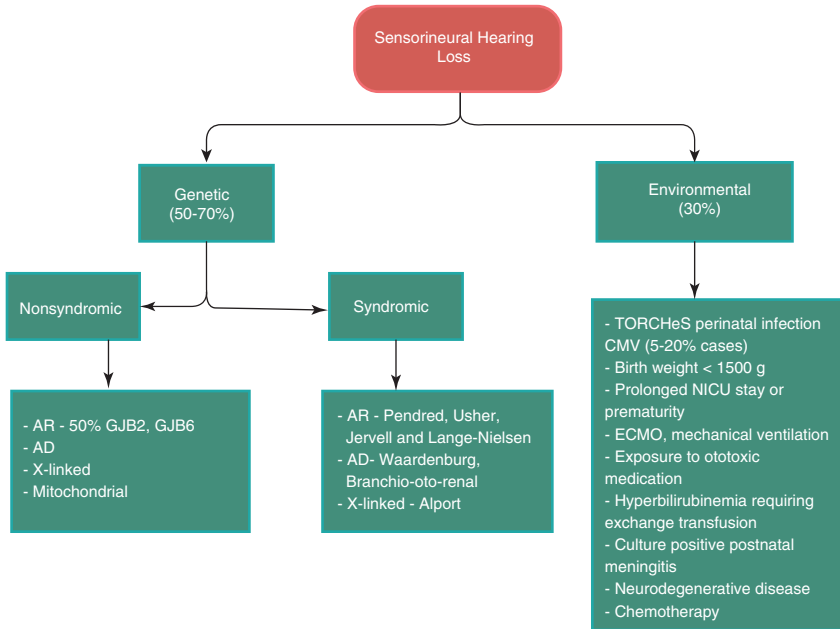 Sensorineural Hearing
Loss
Genetic
(50-70%)
Environmental
(30%)
Nonsyndromic
Syndromic
- AR - 50% GJB2, GJB6
- AD
- X-linked
- Mitochondrial
- AR - Pendred, Usher,
Jervell and Lange-Nielsen
- AD- Waardenburg,
Branchio-oto-renal
- X-linked - Alport
- TORCHeS perinatal infection
CMV (5-20% cases)
- Birth weight < 1500 g
- Prolonged NICU stay or
prematurity
- ECMO, mechanical ventilation
- Exposure to ototoxic
medication
- Hyperbilirubinemia requiring
exchange transfusion
- Culture positive postnatal
meningitis
- Neurodegenerative disease
- Chemotherapy